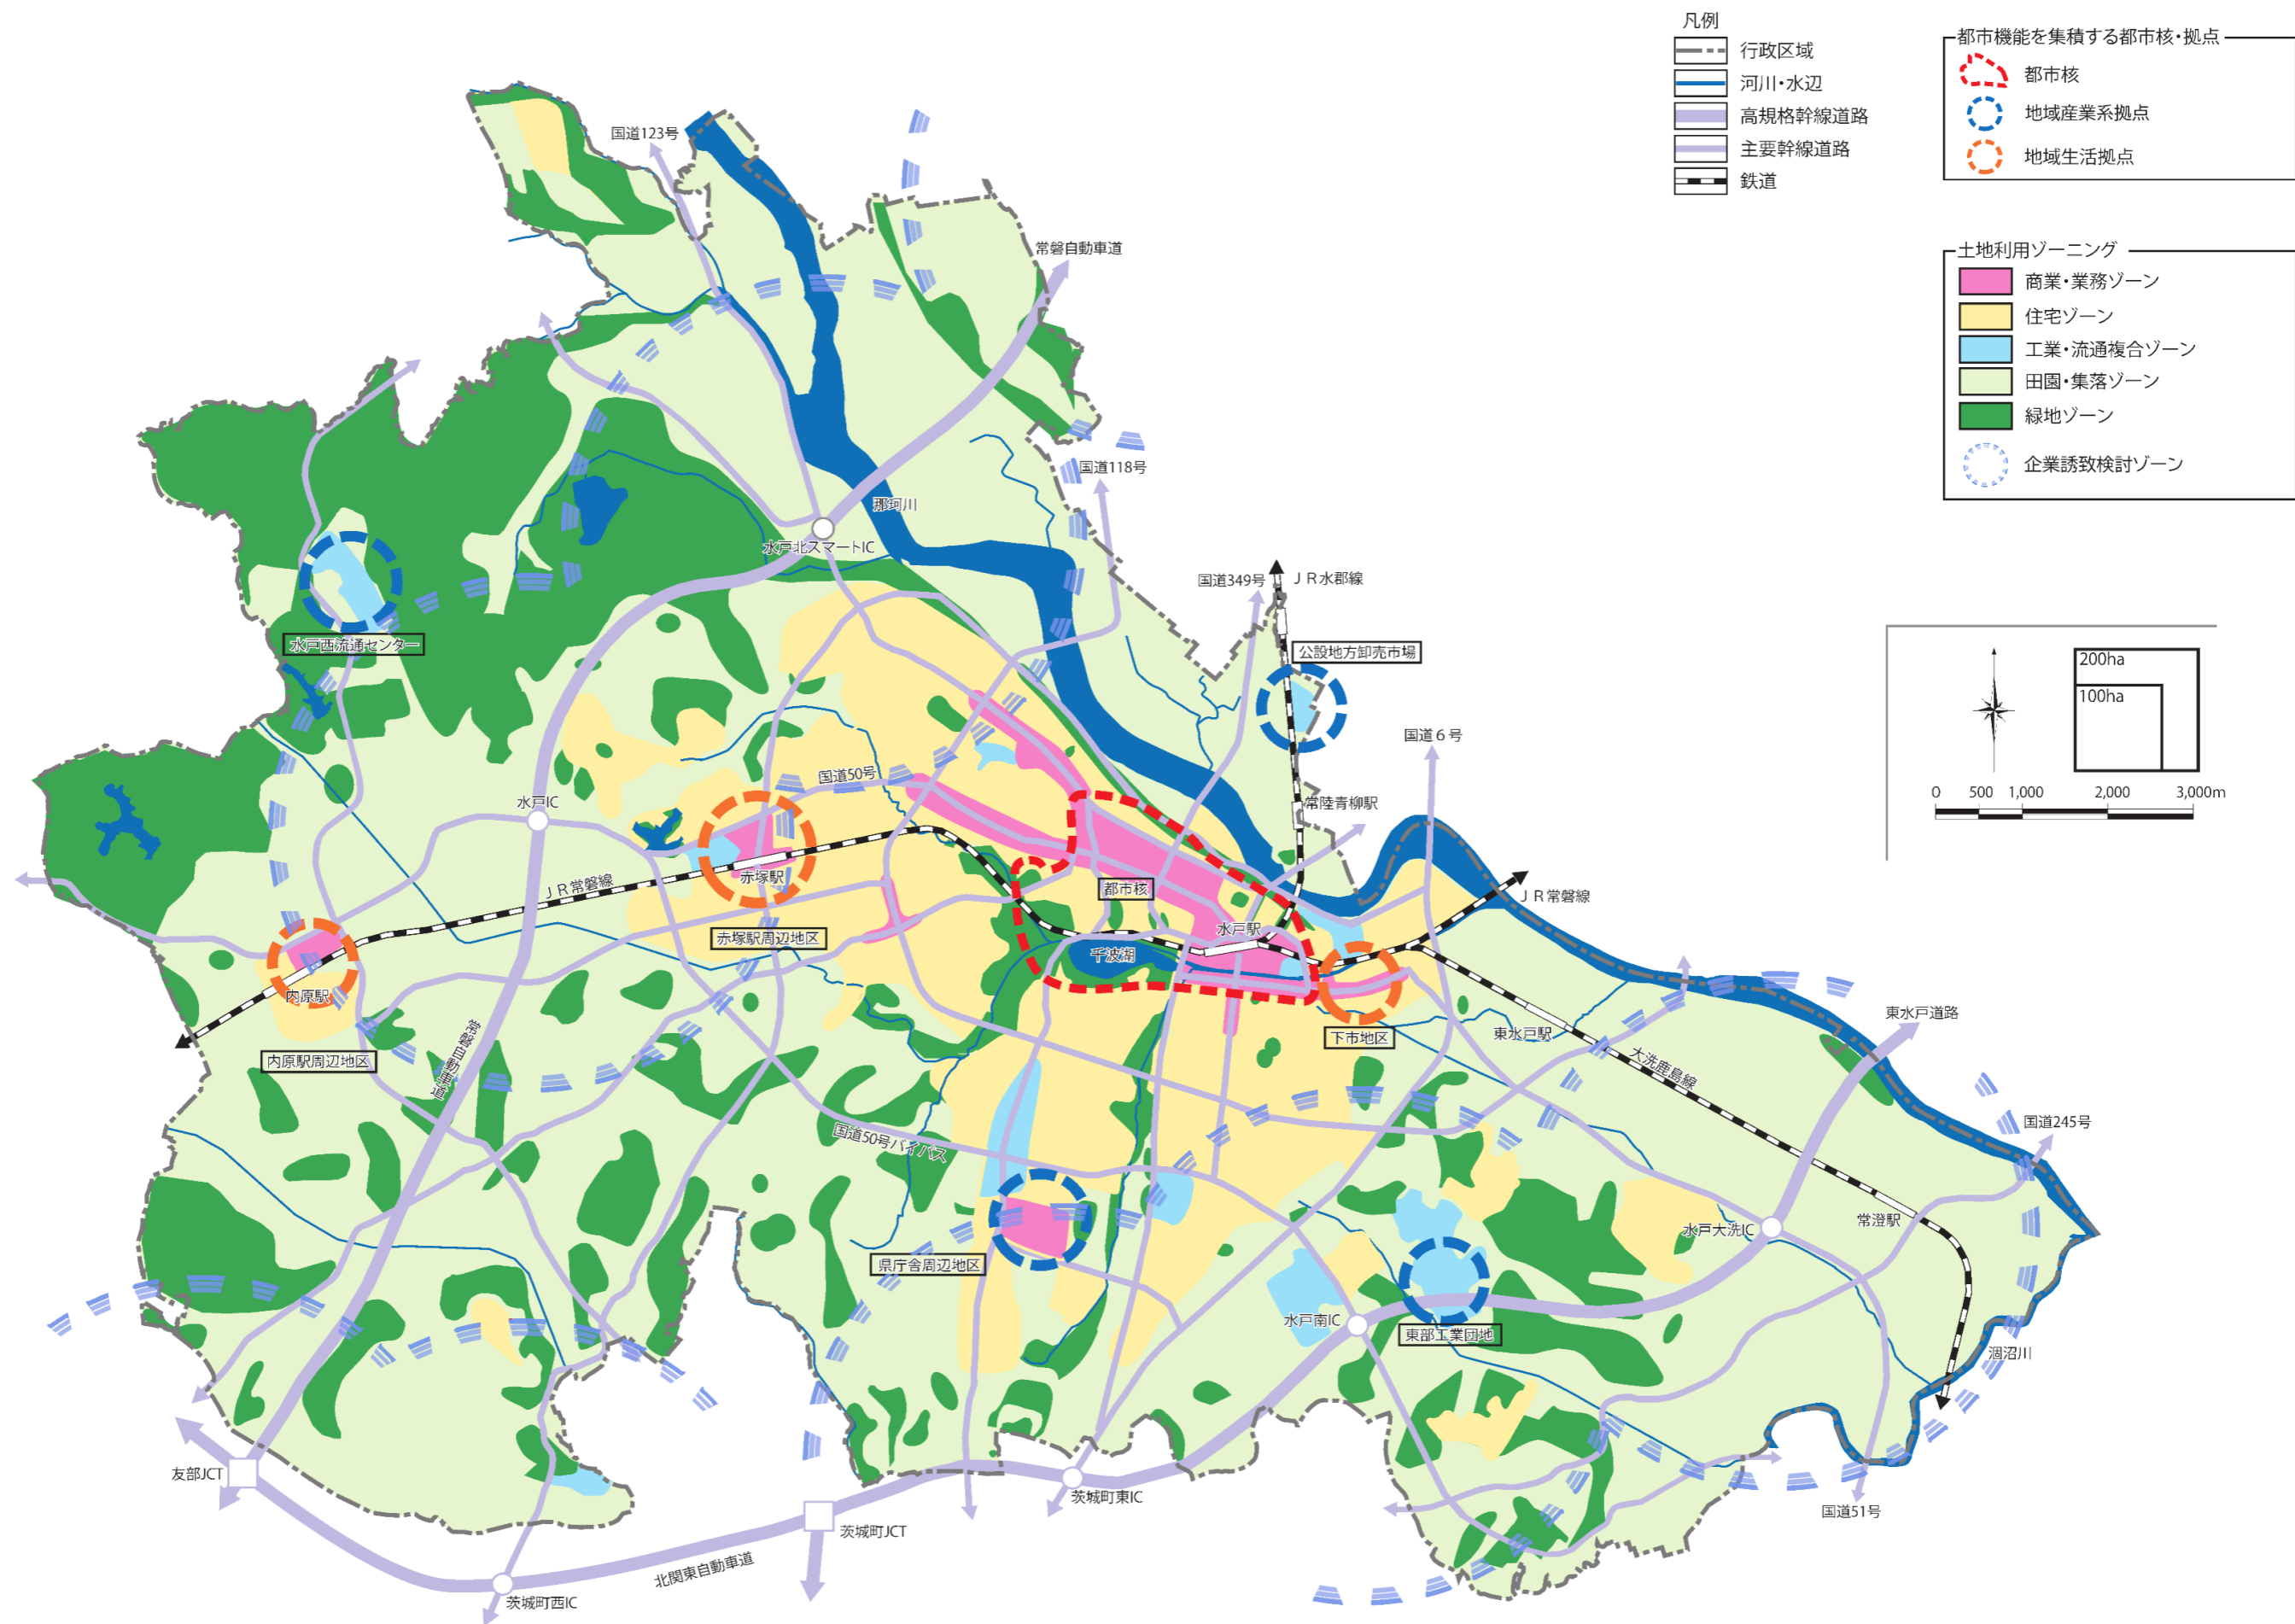 凡例
行政区域
河川・水辺
高規格幹線道路
主要幹線道路
鉄道
都市機能を集積する都市核・拠点
都市核
地域産業系拠点
地域生活拠点
土地利用ゾーニング
商業・業務ゾーン
住宅ゾーン
工業・流通複合ゾーン
田園・集落ゾーン
緑地ゾーン
企業誘致検討ゾーン
200ha
100ha
0 500 1,000 2,000 3,000m
国道123号
常磐自動車道
国道118号
那珂川
水戸北スマートIC
国道349号
JR水郡線
水戸西流通センター
公設地方卸売市場
国道6号
国道50号
水戸IC
常陸青柳駅
赤塚駅
JR常磐線
都市核
JR常磐線
水戸駅
赤塚駅周辺地区
千波湖
内原駅
下市地区
東水戸駅
東水戸道路
内原駅周辺地区
常磐自動車道
大洗鹿島線
国道245号
国道50号バイパス
水戸大洗IC
常澄駅
県庁舎周辺地区
水戸南IC
東部工業団地
涸沼川
友部JCT
茨城町東IC
国道51号
茨城町JCT
北関東自動車道
茨城町西IC